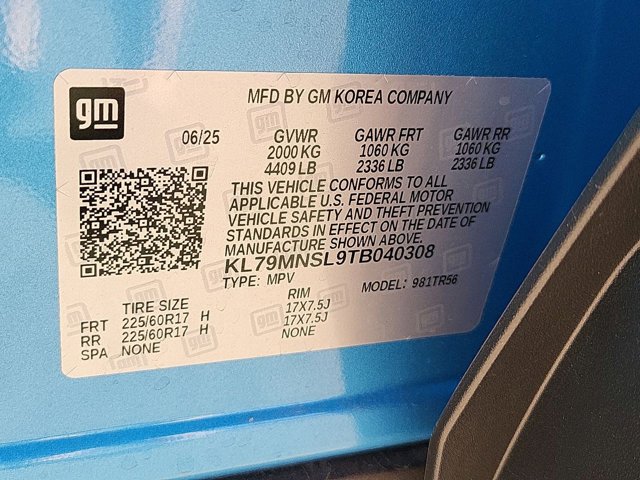 gm
MFD BY GM KOREA COMPANY
06/25 GVWR GAWR FRT GAWR RR
2000 KG 1060 KG 1060 KG
4409 LB 2336 LB 2336 LB
THIS VEHICLE CONFORMS TO ALL
APPLICABLE U.S. FEDERAL MOTOR
VEHICLE SAFETY AND THEFT PREVENTION
STANDARDS IN EFFECT ON THE DATE OF
MANUFACTURE SHOWN ABOVE.
KL79MNSL9TB040308
TYPE: MPV MODEL: 981TR56
TIRE SIZE RIM
FRT 225/60R17 H 17X7.5J
RR 225/60R17 H 17X7.5J
SPA NONE NONE